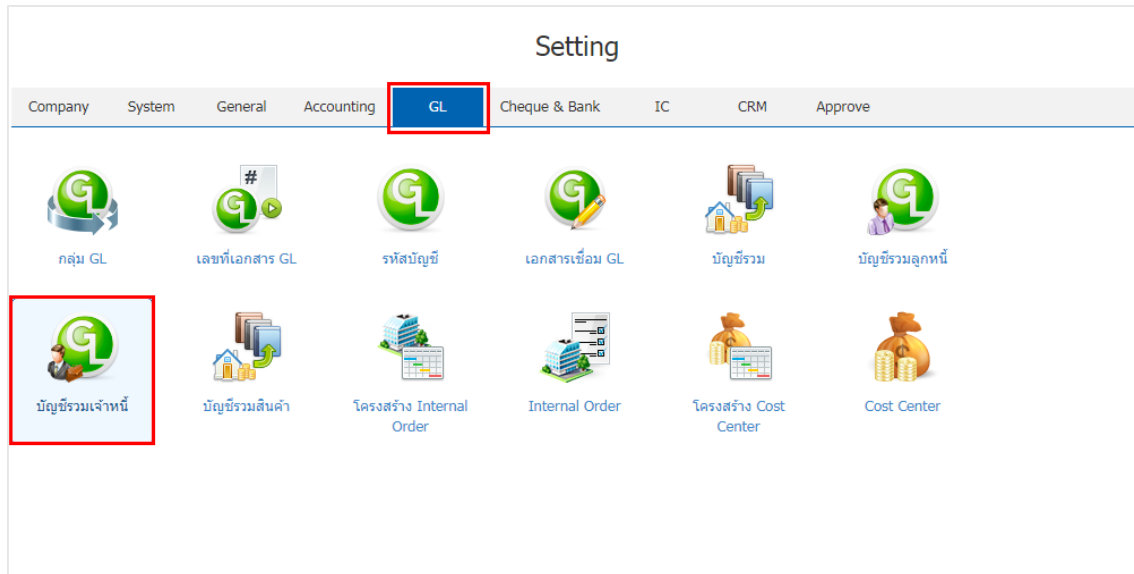 Setting
Company System General Accounting GL Cheque & Bank IC CRM Approve
#
กลุ่ม GL เลขที่เอกสาร GL รหัสบัญชี เอกสารเชื่อม GL บัญชีรวม บัญชีรวมลูกหนี้
บัญชีรวมเจ้าหนี้ บัญชีรวมสินค้า โครงสร้าง Internal Order Internal Order โครงสร้าง Cost Center Cost Center